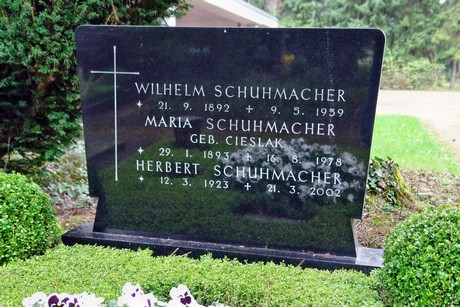 WILHELM SCHUHMACHER
✦ 21. 9. 1892 ✝ 9. 5. 1959
MARIA SCHUHMACHER
GEB. CIESLAK
✦ 29. 1. 1893 ✝ 16. 8. 1978
HERBERT SCHUHMACHER
✦ 12. 3. 1923 ✝ 21. 3. 2002